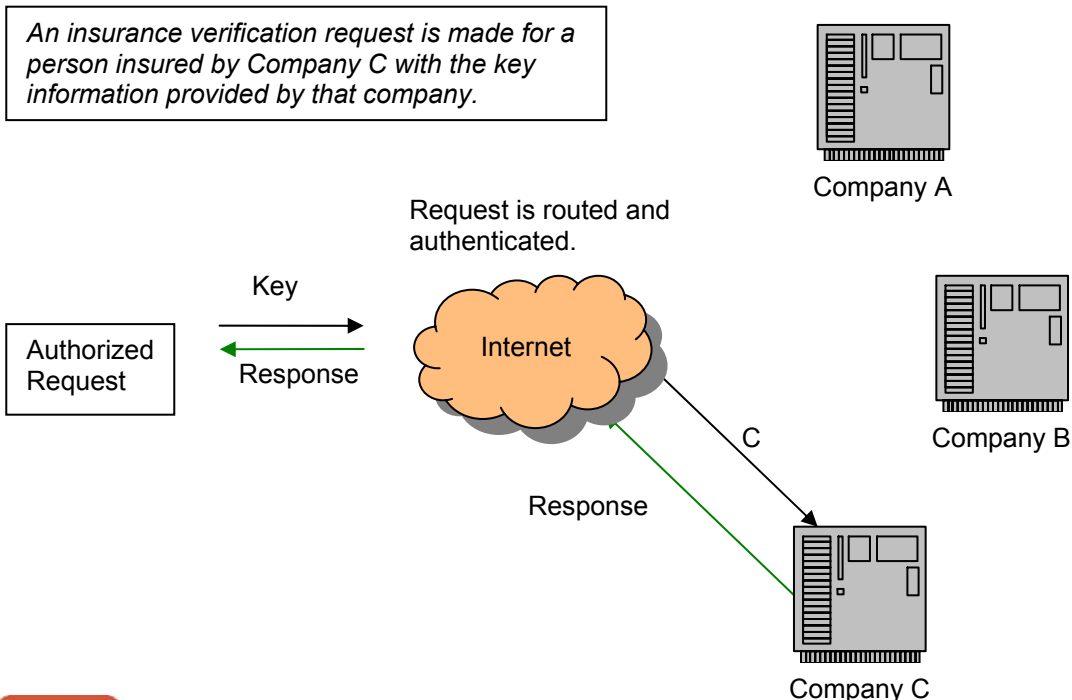 An insurance verification request is made for a
person insured by Company C with the key
information provided by that company.
Company A
Request is routed and
authenticated.
Key
Internet
Authorized
Request
Response
Company B
C
Response
Company C